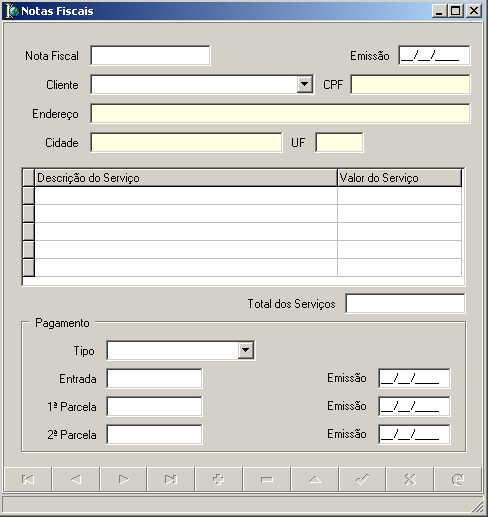 Notas Fiscais
Nota Fiscal Emissão __/__/____
Cliente CPF
Endereço
Cidade UF
Descrição do Serviço Valor do Serviço
Total dos Serviços
Pagamento
Tipo
Entrada Emissão __/__/____
1ª Parcela Emissão __/__/____
2ª Parcela Emissão __/__/____